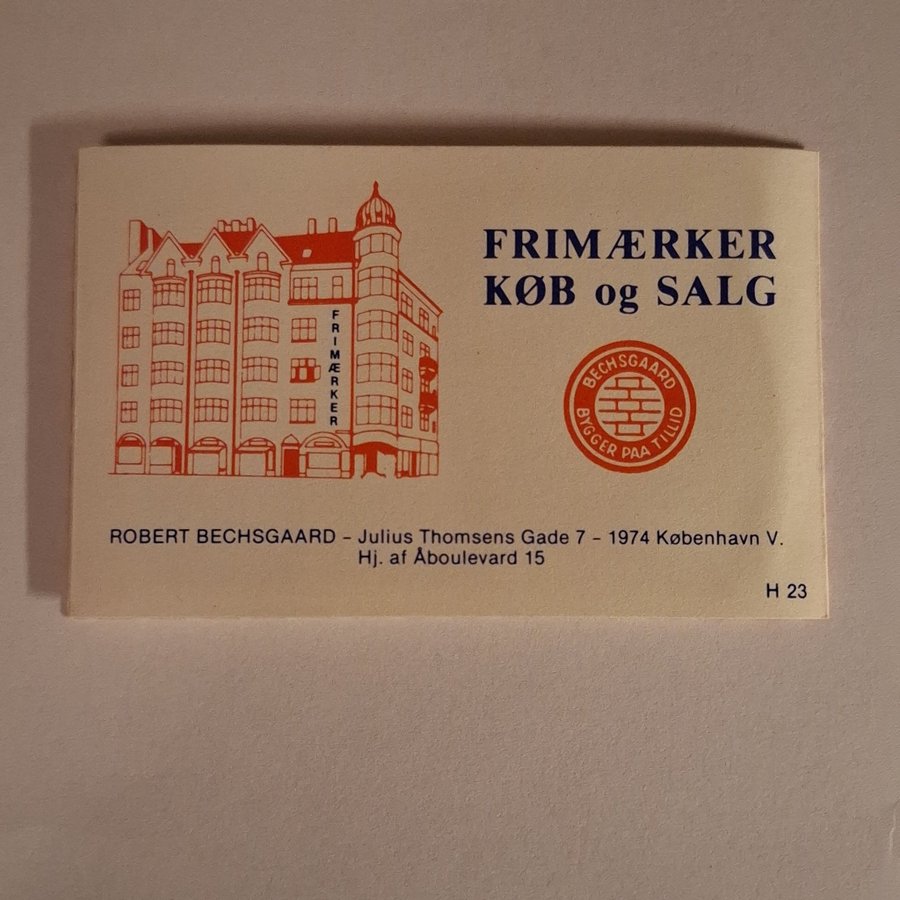 FRIMÆRKER
KØB og SALG
FRIMÆRKER
BECHSGAARD
BYGGER PAA TILLID
ROBERT BECHSGAARD – Julius Thomsens Gade 7 – 1974 København V.
Hj. af Åboulevard 15
H 23